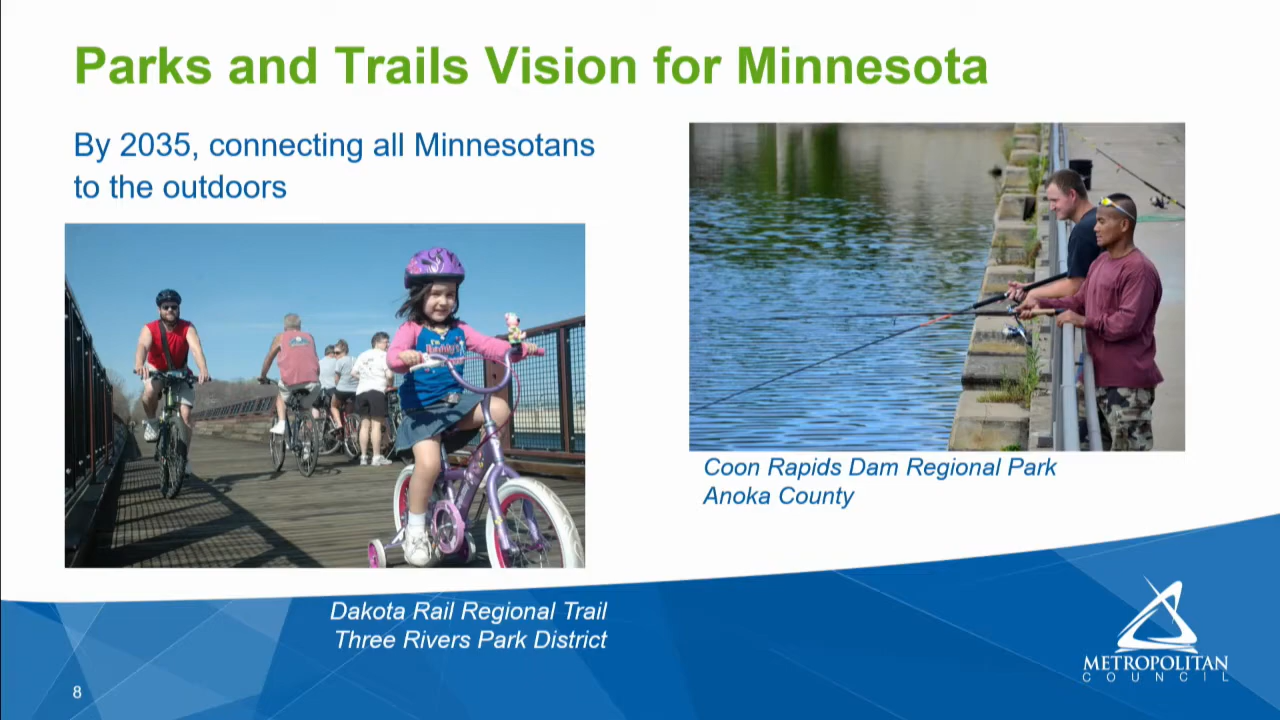 Parks and Trails Vision for Minnesota
By 2035, connecting all Minnesotans
to the outdoors
Coon Rapids Dam Regional Park
Anoka County
Dakota Rail Regional Trail
Three Rivers Park District
8
METROPOLITAN
COUNCIL